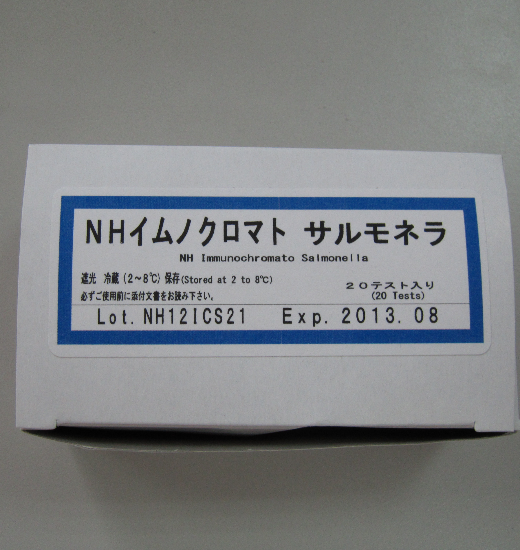 NHイムノクロマト サルモネラ
NH Immunochromato Salmonella
遮光 冷蔵(2~8℃)保存(Stored at 2 to 8℃)
20テスト入り
必ずご使用前に添付文書をお読み下さい。
(20 Tests)
Lot. NH12ICS21 Exp. 2013. 08